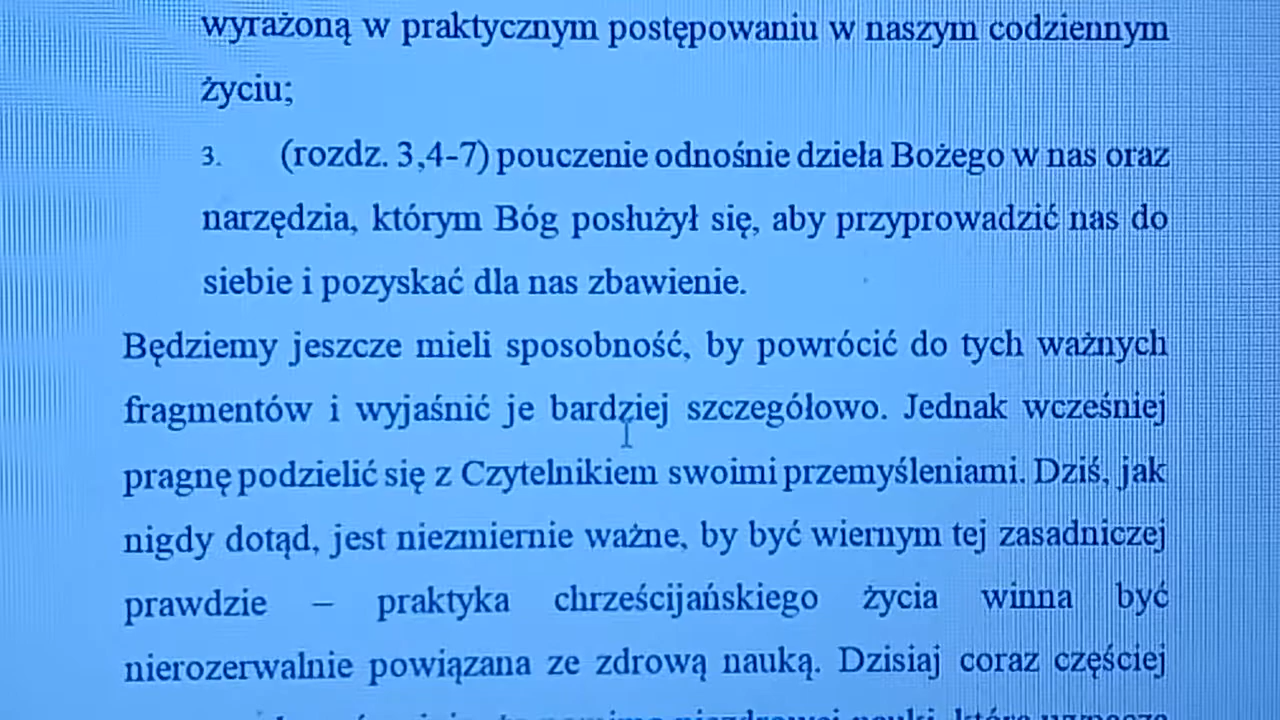 wyrażoną w praktycznym postępowaniu w naszym codziennym
życiu;
3. (rozdz. 3,4-7) pouczenie odnośnie dzieła Bożego w nas oraz
narzędzia, którym Bóg posłużył się, aby przyprowadzić nas do
siebie i pozyskać dla nas zbawienie.
Będziemy jeszcze mieli sposobność, by powrócić do tych ważnych
fragmentów i wyjaśnić je bardziej szczegółowo. Jednak wcześniej
pragnę podzielić się z Czytelnikiem swoimi przemyśleniami. Dziś, jak
nigdy dotąd, jest niezmiernie ważne, by być wiernym tej zasadniczej
prawdzie – praktyka chrześcijańskiego życia winna być
nierozerwalnie powiązana ze zdrową nauką. Dzisiaj coraz częściej